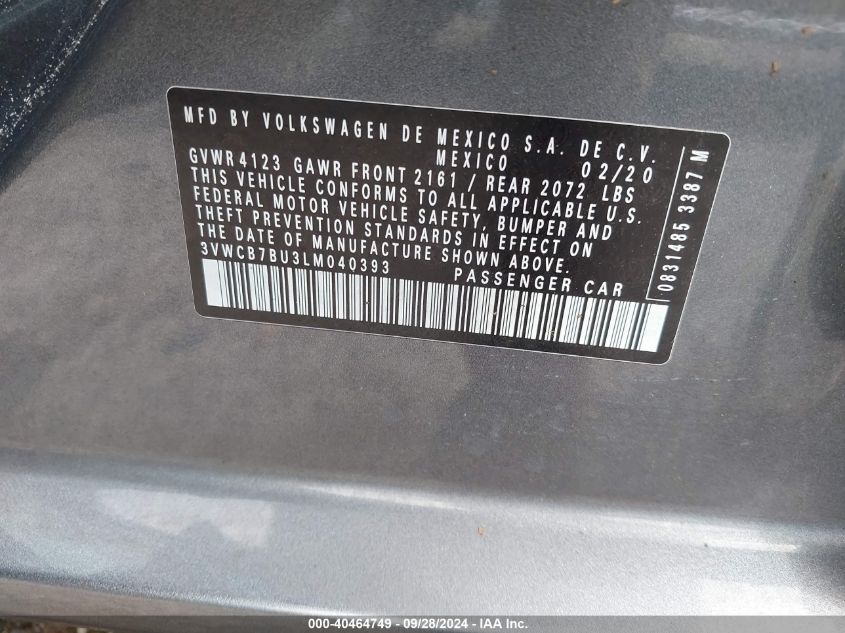 MFD BY VOLKSWAGEN DE MEXICO S.A. DE C.V.
MEXICO 02/20
GVWR 4123 GAWR FRONT 2161 / REAR 2072 LBS
THIS VEHICLE CONFORMS TO ALL APPLICABLE U.S.
FEDERAL MOTOR VEHICLE SAFETY, BUMPER AND
THEFT PREVENTION STANDARDS IN EFFECT ON
THE DATE OF MANUFACTURE SHOWN ABOVE.
3VWCB7BU3LM040393 PASSENGER CAR
0831485 3387 M
000-40464749 - 09/28/2024 - IAA Inc.